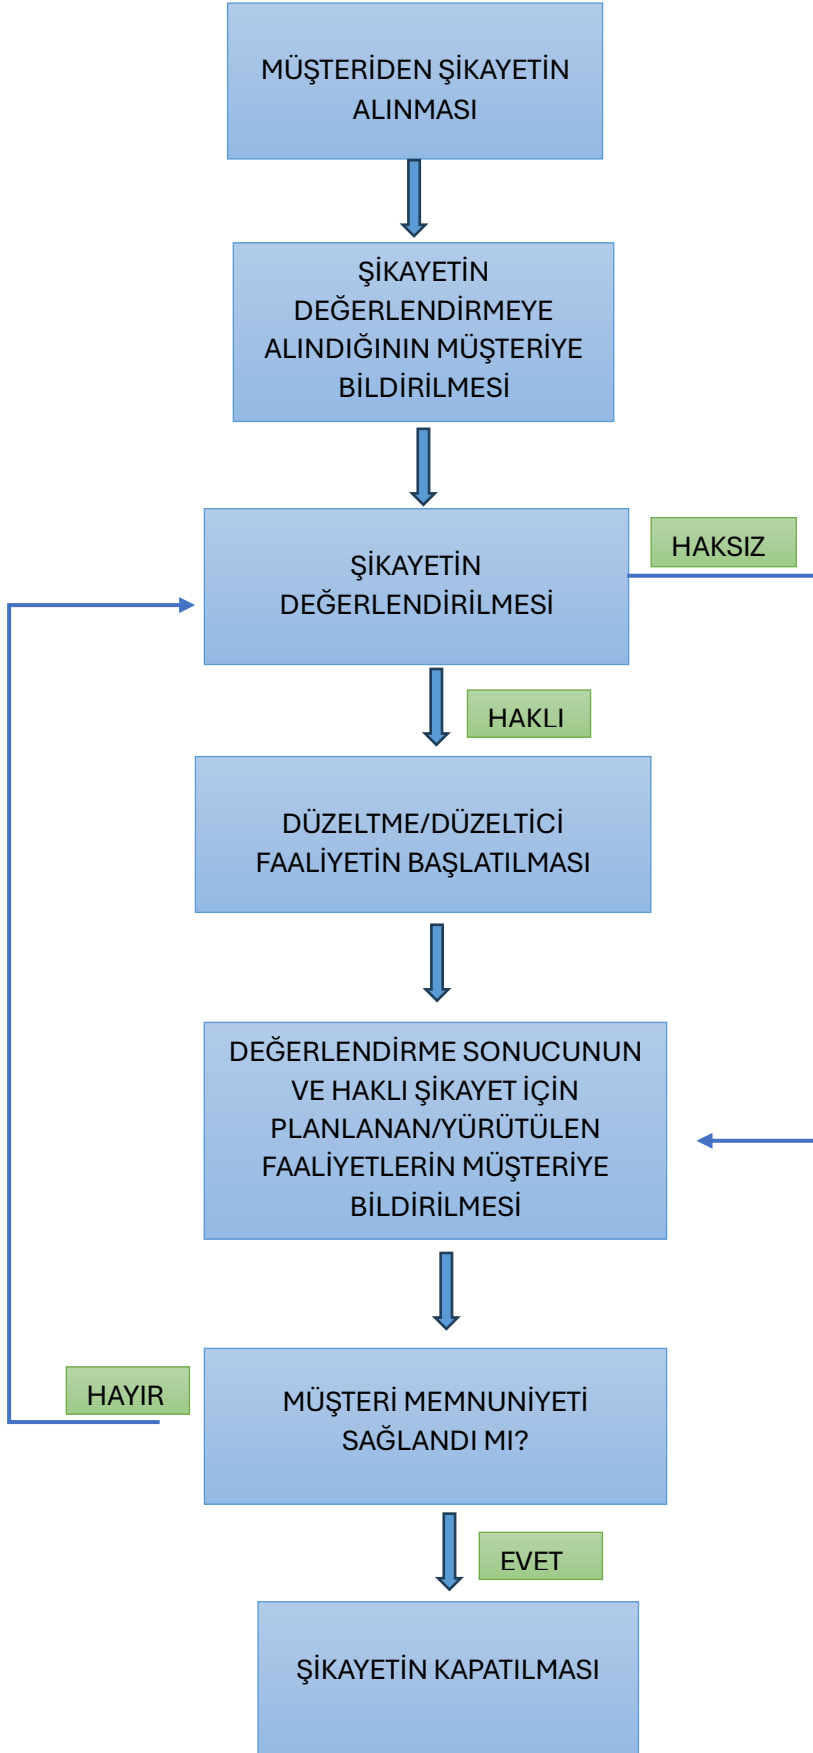 MÜŞTERİDEN ŞİKAYETİN
ALINMASI
ŞİKAYETİN
DEĞERLENDİRMEYE
ALINDIĞININ MÜŞTERİYE
BİLDİRİLMESİ
ŞİKAYETİN
DEĞERLENDİRİLMESİ
HAKSIZ
HAKLI
DÜZELTME/DÜZELTİCİ
FAALİYETİN BAŞLATILMASI
DEĞERLENDİRME SONUCUNUN
VE HAKLI ŞİKAYET İÇİN
PLANLANAN/YÜRÜTÜLEN
FAALİYETLERİN MÜŞTERİYE
BİLDİRİLMESİ
HAYIR
MÜŞTERİ MEMNUNİYETİ
SAĞLANDI MI?
EVET
ŞİKAYETİN KAPATILMASI